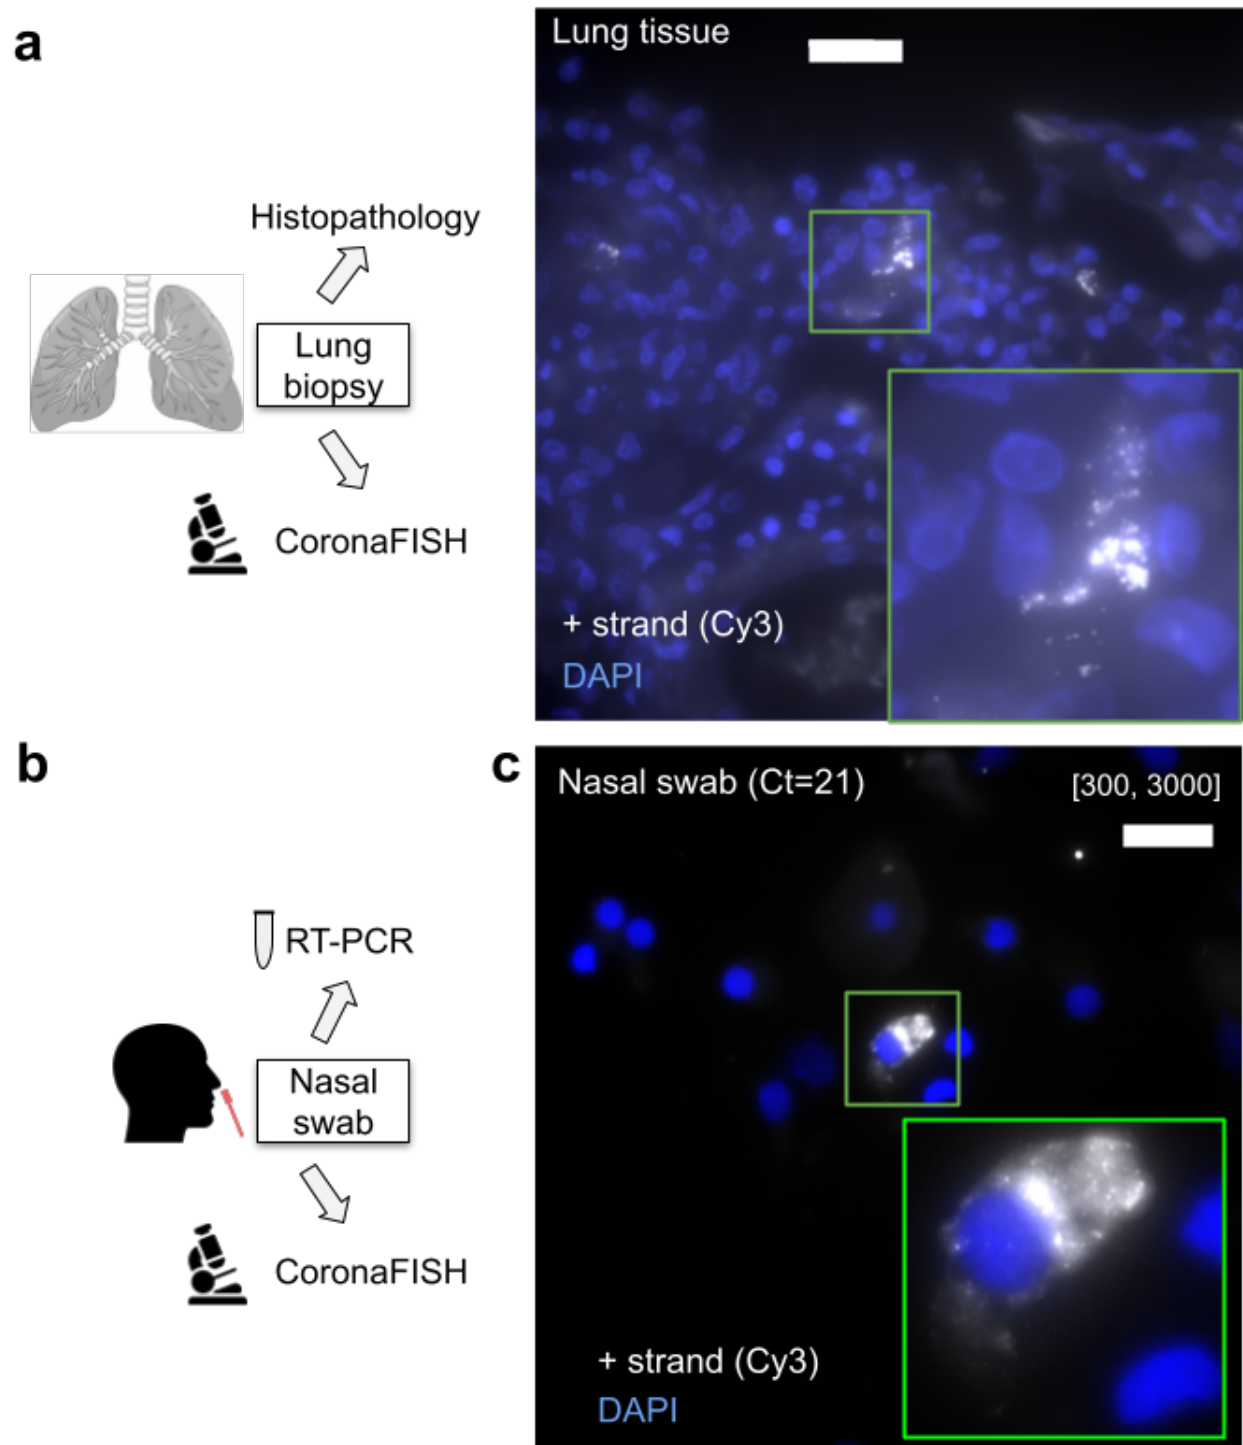 a
Histopathology
Lung
biopsy
CoronaFISH
Lung tissue
+ strand (Cy3)
DAPI
b
RT-PCR
Nasal
swab
CoronaFISH
c
Nasal swab (Ct=21)
[300, 3000]
+ strand (Cy3)
DAPI